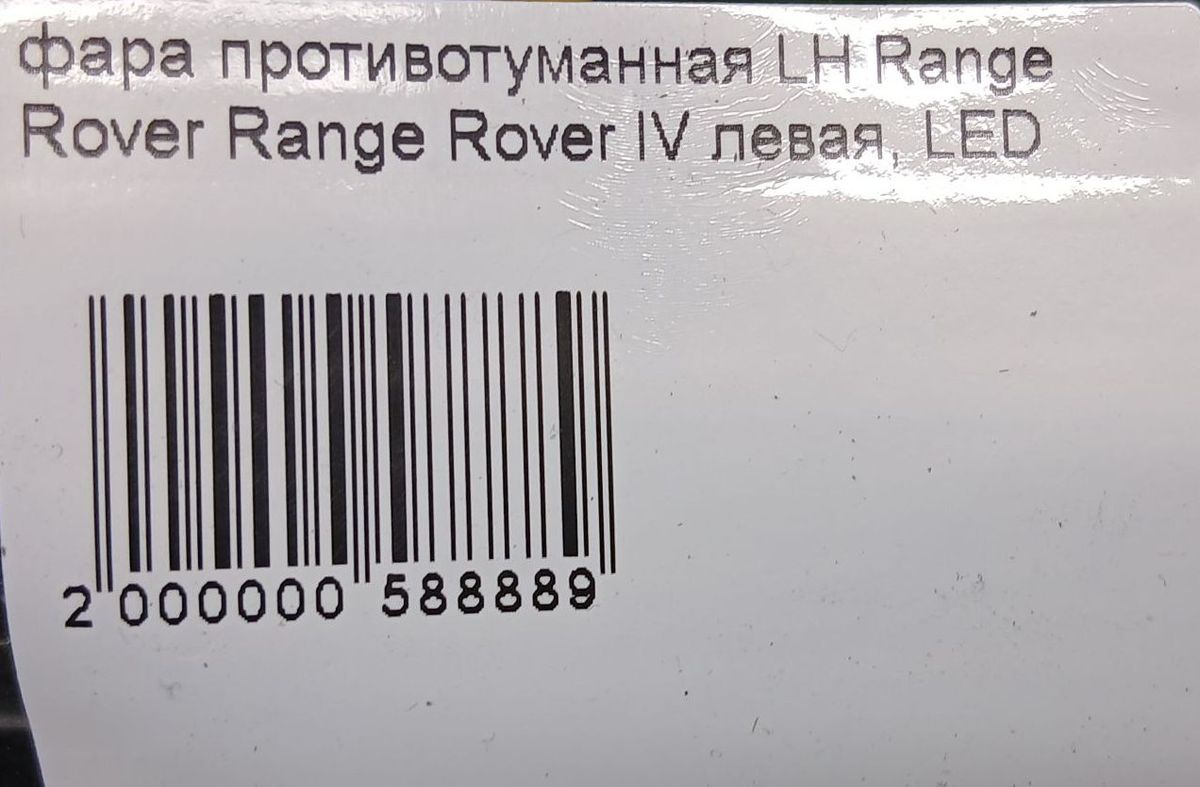 фара противотуманная LH Range
Rover Range Rover IV левая, LED
2 000000 588889